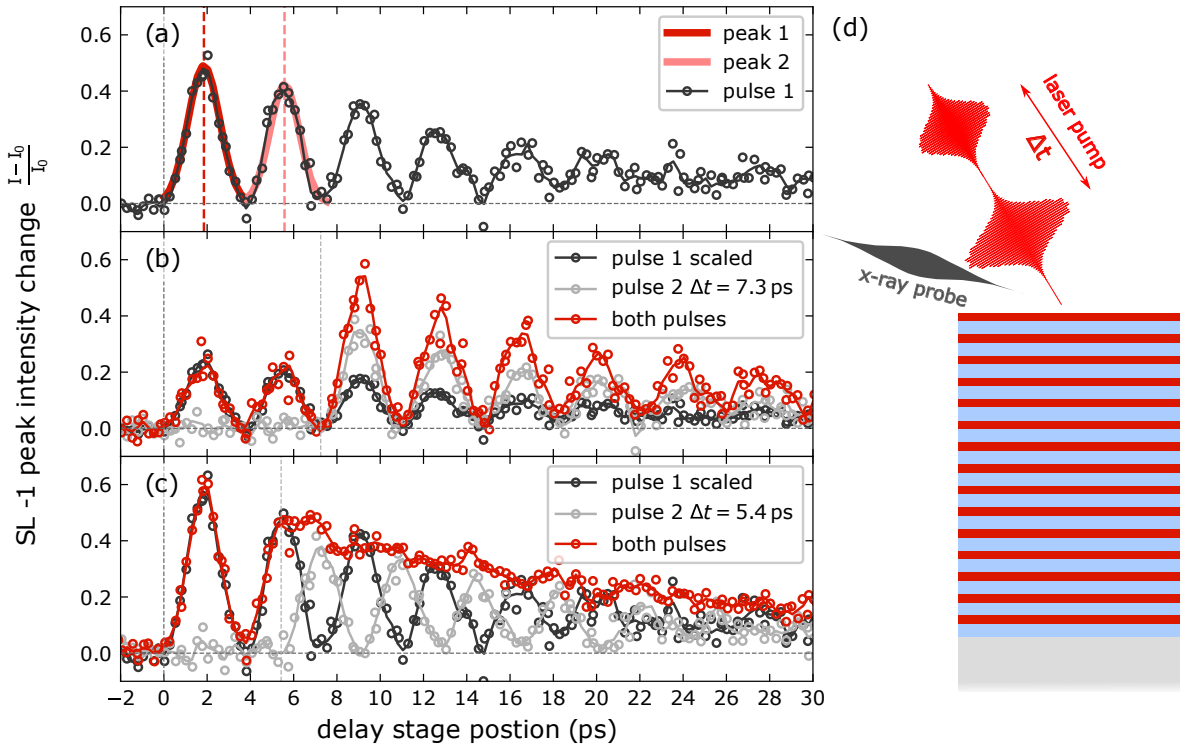 (a)
peak 1
peak 2
pulse 1
0.6
0.4
0.2
0.0
(b)
pulse 1 scaled
pulse 2 Δt = 7.3 ps
both pulses
0.6
0.4
0.2
0.0
(c)
pulse 1 scaled
pulse 2 Δt = 5.4 ps
both pulses
0.6
0.4
0.2
0.0
SL -1 peak intensity change (I − I₀)/I₀
−2 0 2 4 6 8 10 12 14 16 18 20 22 24 26 28 30
delay stage postion (ps)
(d)
laser pump
Δt
x-ray probe